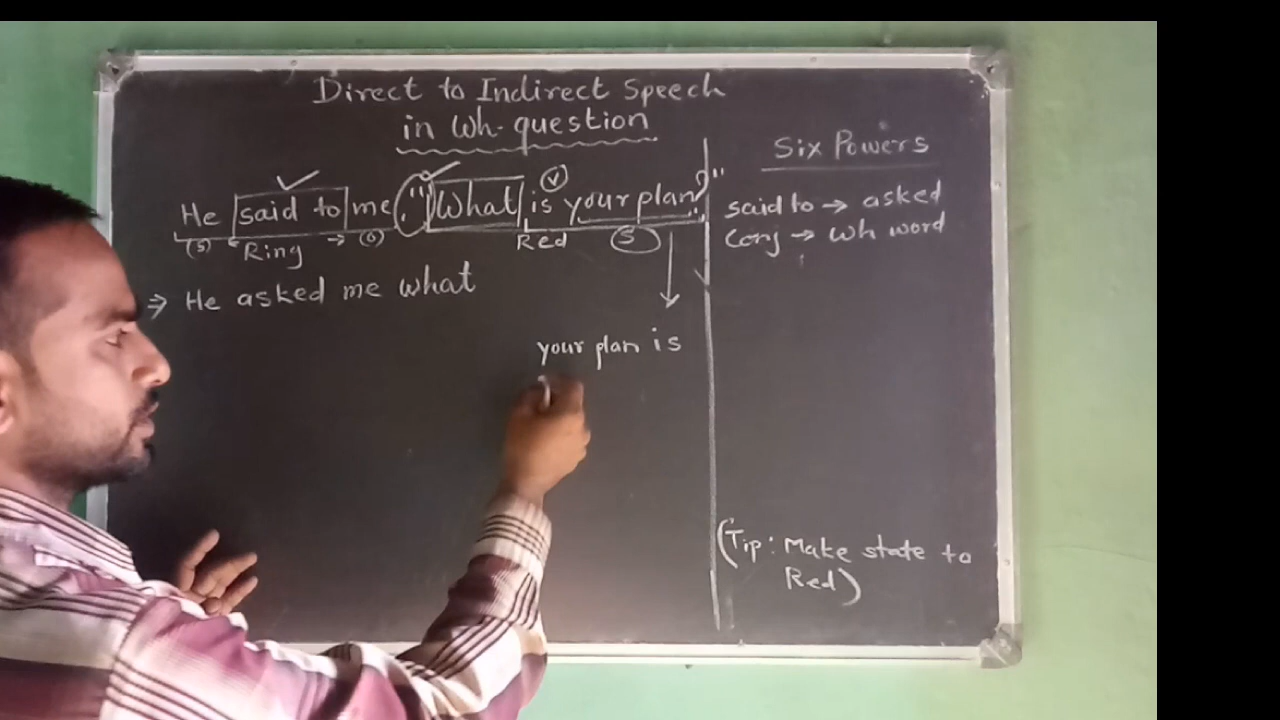 Direct to Indirect Speech
in Wh-question
He said to me, "What is your plan?"
(V)
(S) Ring (O) Red (S)
⇒ He asked me what
your plan is
Six Powers
said to → asked
Conj → Wh word
(Tip: Make state to
Red)